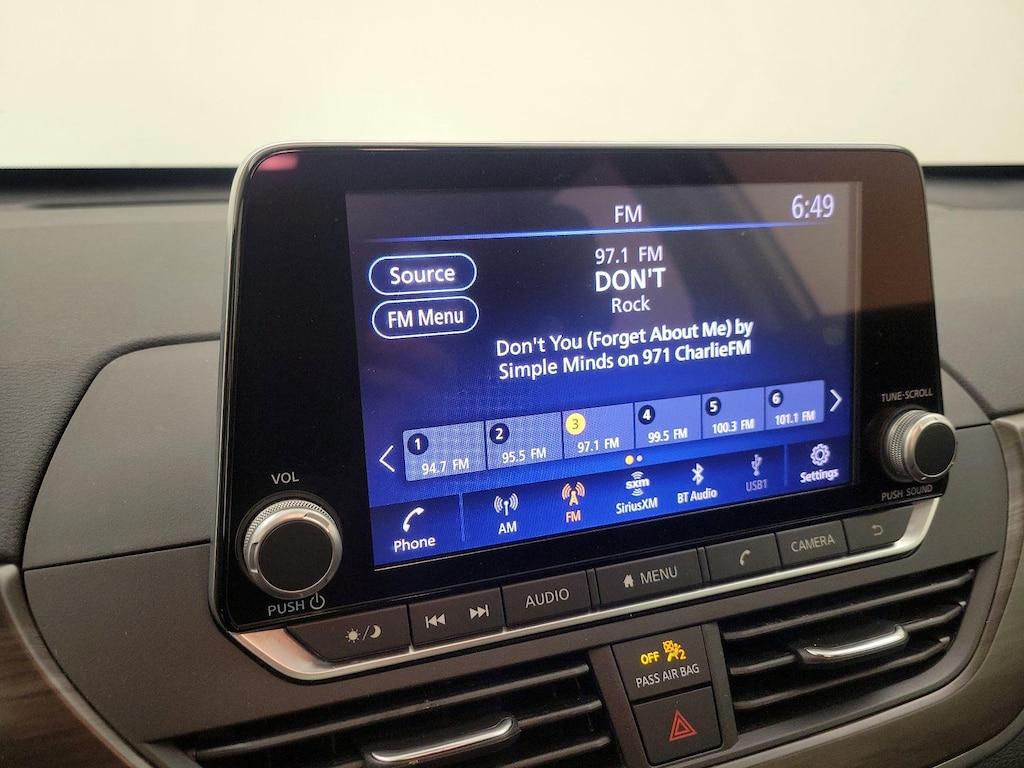 FM
6:49
Source
97.1 FM
DON'T
Rock
FM Menu
Don't You (Forget About Me) by
Simple Minds on 971 CharlieFM
1
94.7 FM
2
95.5 FM
3
97.1 FM
4
99.5 FM
5
100.3 FM
6
101.1 FM
Phone
AM
FM
sxm
SiriusXM
BT Audio
USB1
Settings
VOL
PUSH
TUNE-SCROLL
PUSH SOUND
AUDIO
MENU
CAMERA
OFF 2
PASS AIR BAG